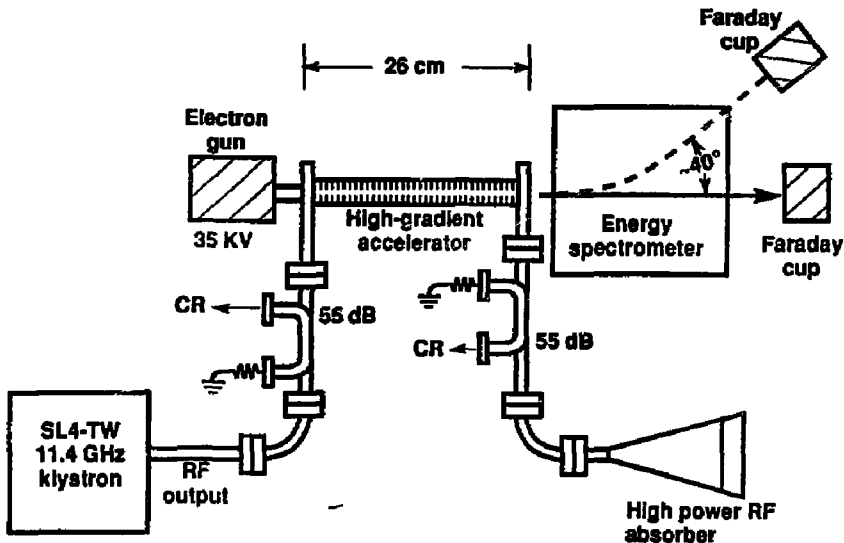 Faraday
cup
26 cm
Electron
gun
35 KV
High-gradient
accelerator
~40°
Energy
spectrometer
Faraday
cup
CR
55 dB
CR
55 dB
SL4-TW
11.4 GHz
klystron
RF
output
High power RF
absorber